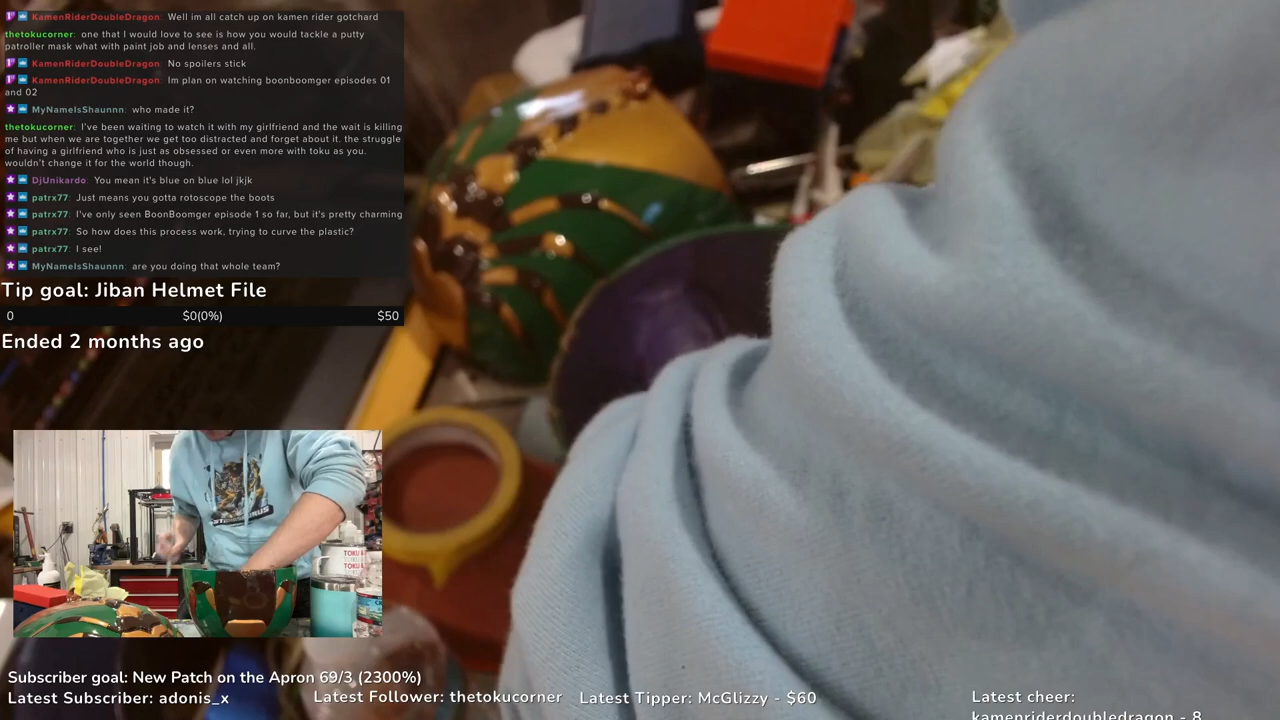 KamenRiderDoubleDragon: Well im all catch up on kamen rider gotchard
thetokucorner: one that I would love to see is how you would tackle a putty
patroller mask what with paint job and lenses and all.
KamenRiderDoubleDragon: No spoilers stick
KamenRiderDoubleDragon: Im plan on watching boonboomger episodes 01
and 02
MyNameIsShaunnn: who made it?
thetokucorner: I've been waiting to watch it with my girlfriend and the wait is killing
me but when we are together we get too distracted and forget about it. the struggle
of having a girlfriend who is just as obsessed or even more with toku as you.
wouldn't change it for the world though.
DjUnikardo: You mean it's blue on blue lol jkjk
patrx77: Just means you gotta rotoscope the boots
patrx77: I've only seen BoonBoomger episode 1 so far, but it's pretty charming
patrx77: So how does this process work, trying to curve the plastic?
patrx77: I see!
MyNameIsShaunnn: are you doing that whole team?
Tip goal: Jiban Helmet File
0 $0(0%) $50
Ended 2 months ago
TOKU
TOKU
Subscriber goal: New Patch on the Apron 69/3 (2300%)
Latest Subscriber: adonis_x
Latest Follower: thetokucorner
Latest Tipper: McGlizzy - $60
Latest cheer:
kamenriderdoubledragon - 8